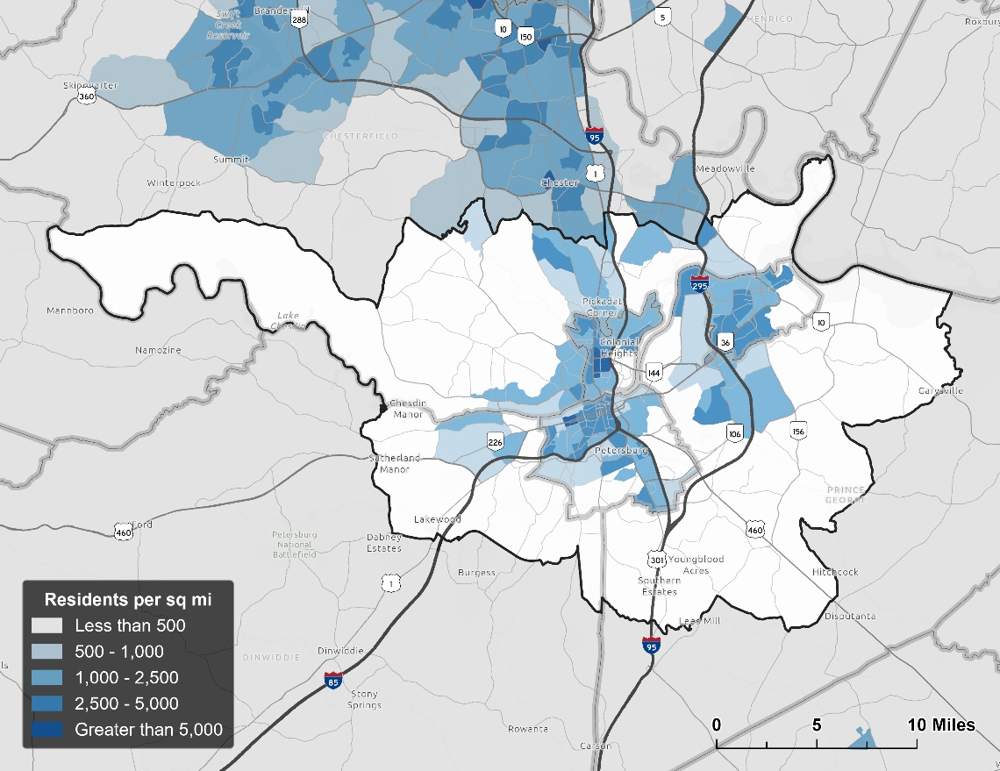 Swift
Creek
Reservoir
288
10
150
5
HENRICO
Skinquarter
360
CHESTERFIELD
95
Summit
Winterpock
1
Chester
Meadowville
Mannboro
Lake
Chesdin
Namozine
Pickadat
Corner
295
Colonial
Heights
36
10
144
Garysville
Chesdin
Manor
226
106
156
Petersburg
Sutherland
Manor
PRINCE
GEORGE
460
ford
Petersburg
National
Battlefield
Lakewood
Dabney
Estates
460
1
Burgess
301
Youngblood
Acres
Southern
Estates
Hitchcock
Lees Mill
Disputanta
95
DINWIDDIE
Dinwiddie
85
Stony
Springs
Rowanta
Carson
ls
Residents per sq mi
Less than 500
500 - 1,000
1,000 - 2,500
2,500 - 5,000
Greater than 5,000
0 5 10 Miles